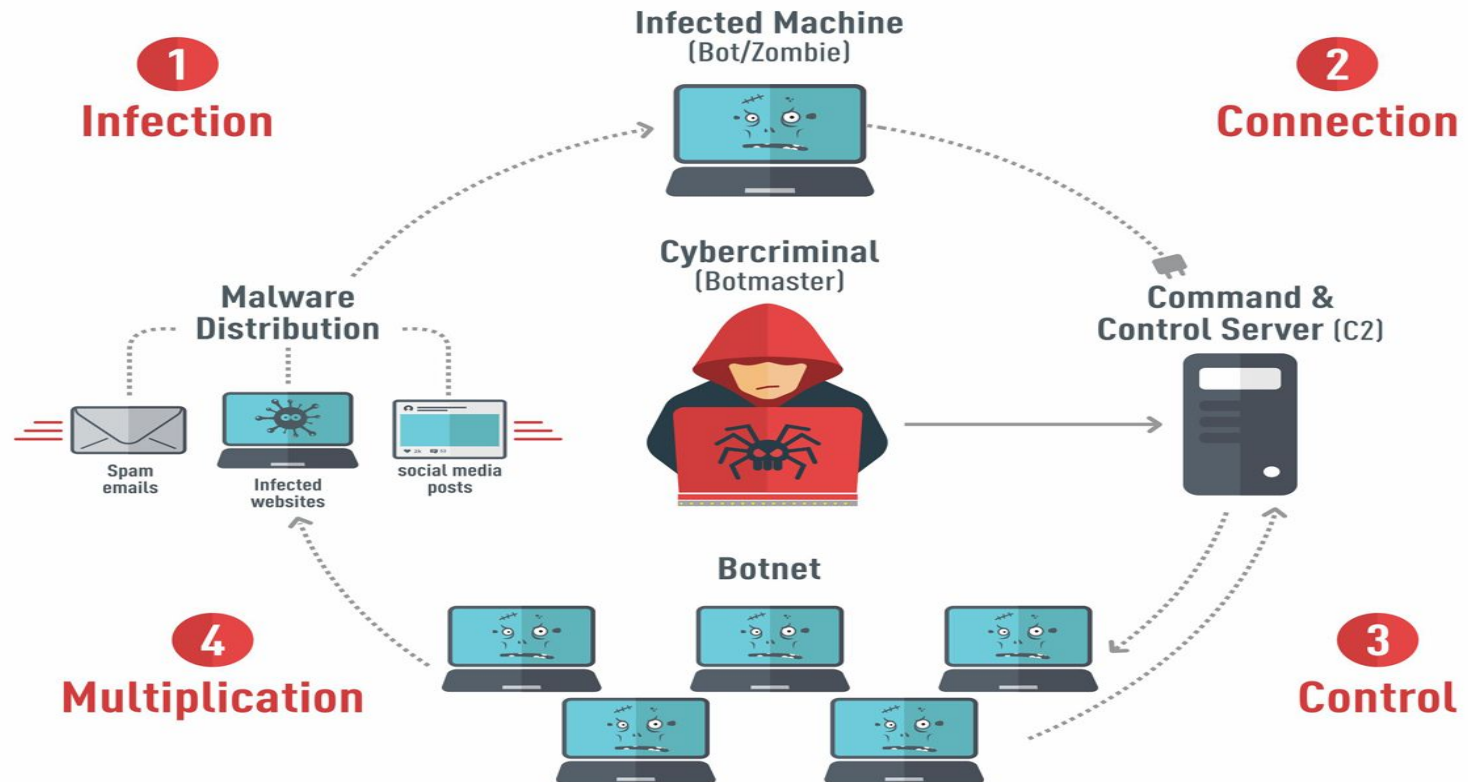 1
Infection
Infected Machine
(Bot/Zombie)
2
Connection
Malware
Distribution
Spam
emails
Infected
websites
social media
posts
Cybercriminal
(Botmaster)
Command &
Control Server (C2)
Botnet
4
Multiplication
3
Control